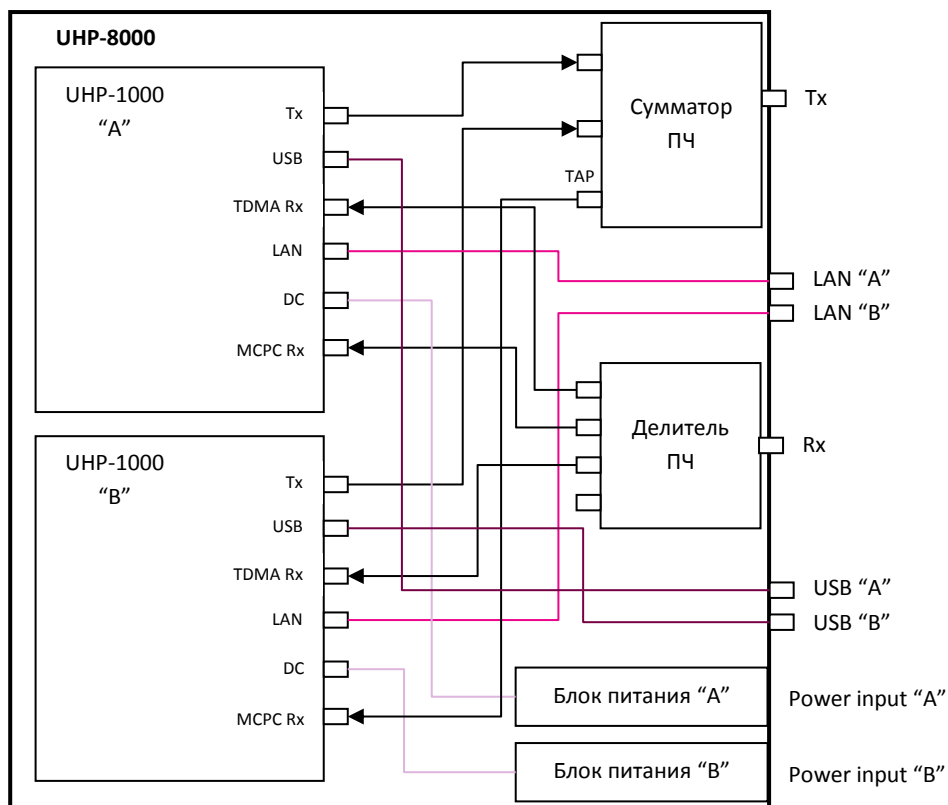 UHP-8000
UHP-1000
“A”
Tx
USB
TDMA Rx
LAN
DC
MCPC Rx
Сумматор
ПЧ
TAP
Tx
LAN “A”
LAN “B”
Делитель
ПЧ
Rx
UHP-1000
“B”
Tx
USB
TDMA Rx
LAN
DC
MCPC Rx
USB “A”
USB “B”
Блок питания “A”
Power input “A”
Блок питания “B”
Power input “B”